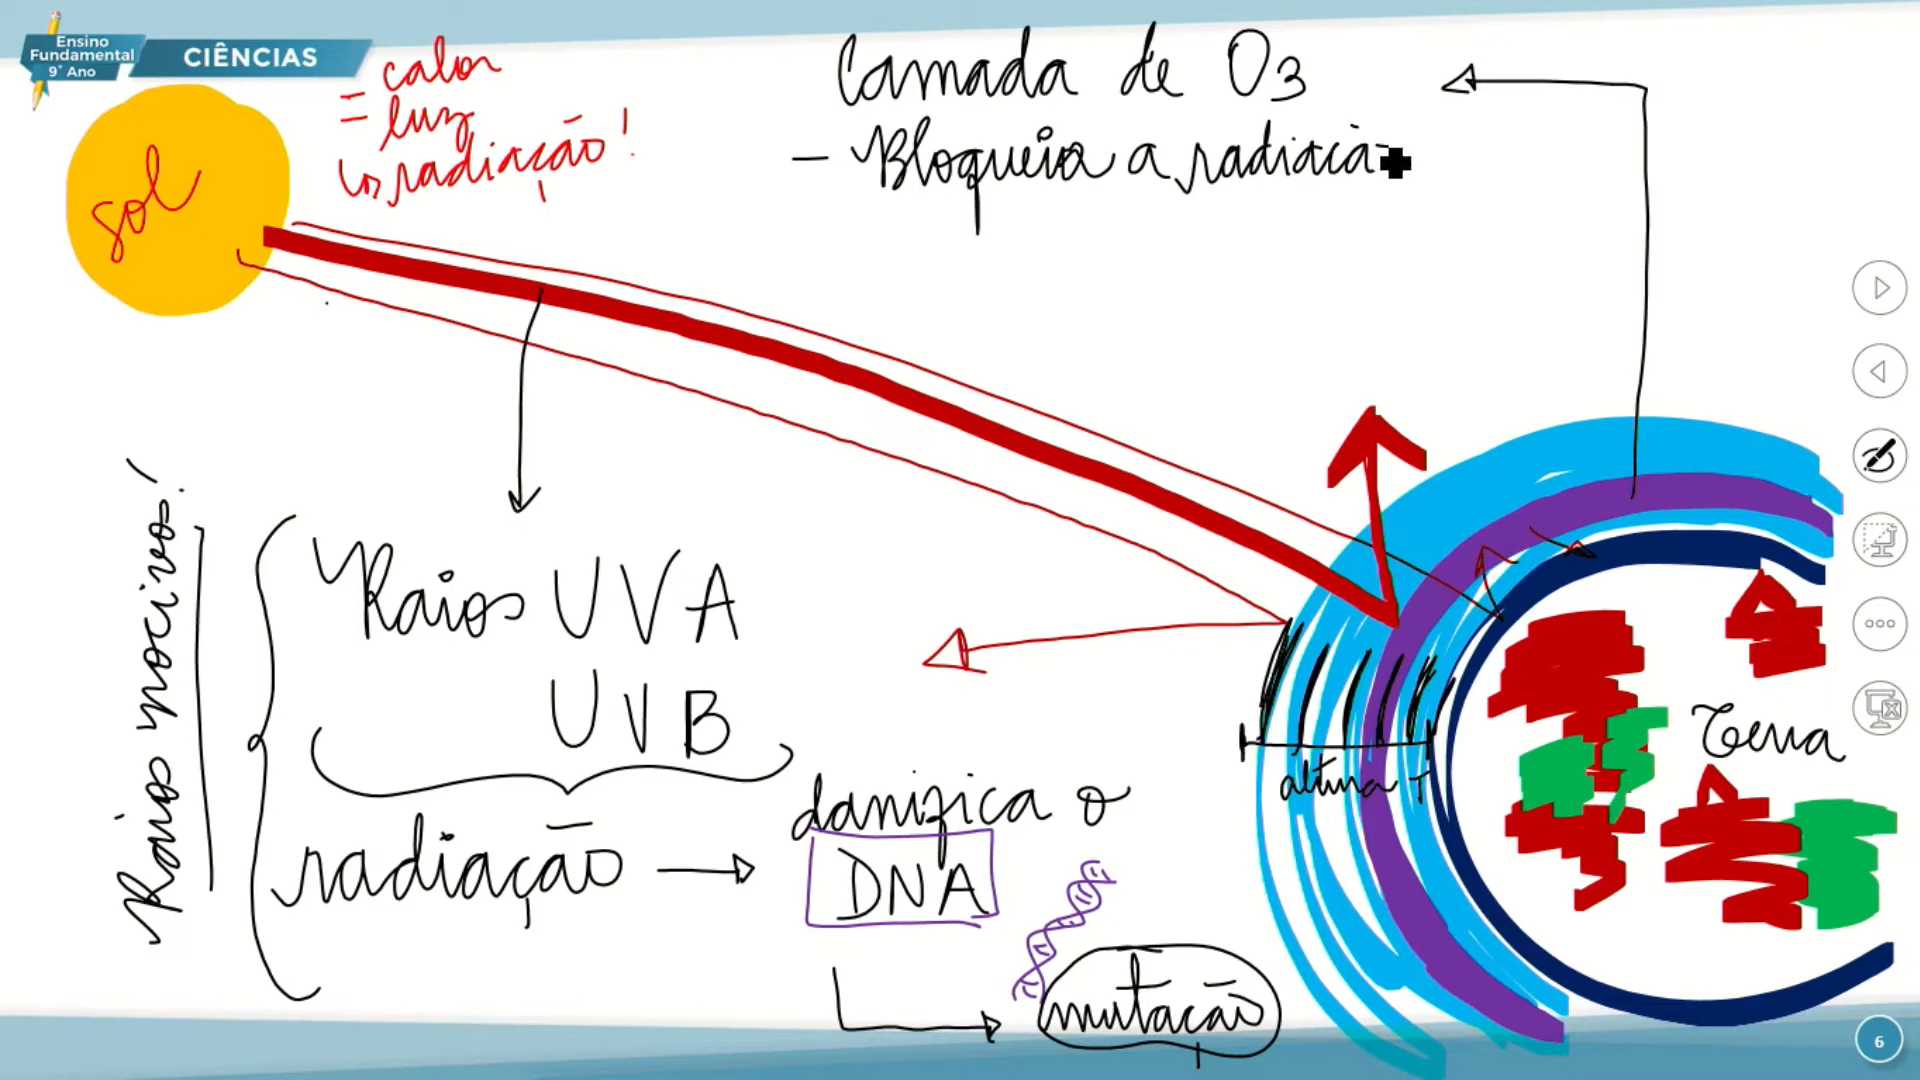 Ensino
Fundamental
9° Ano
CIÊNCIAS
= calor
= luz
↳ radiação!
sol
Camada de O3
- Bloqueia a radiaçã
Raios nocivos!
Raios UVA
UVB
radiação →
danifica o
DNA
mutação
altura
Terra
6